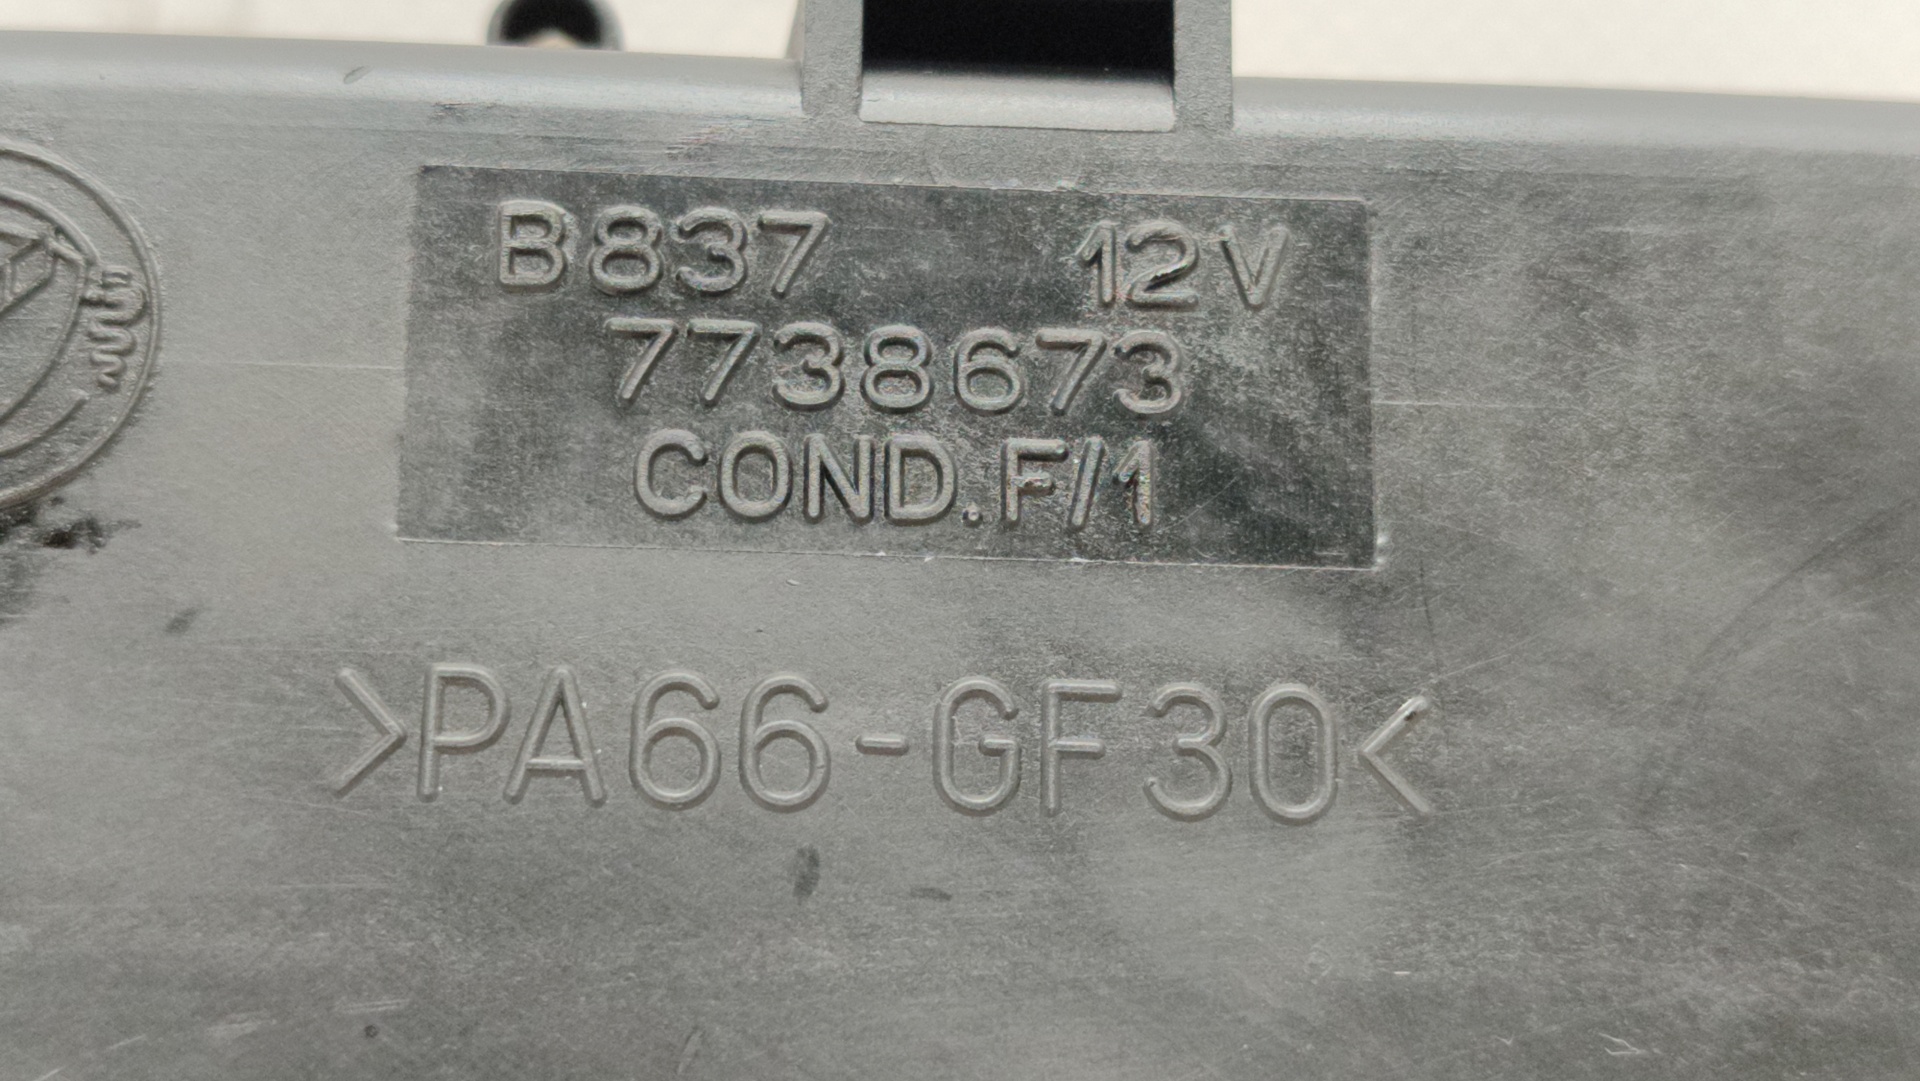 B837 12V
7738673
COND.F/1
>PA66-GF30<